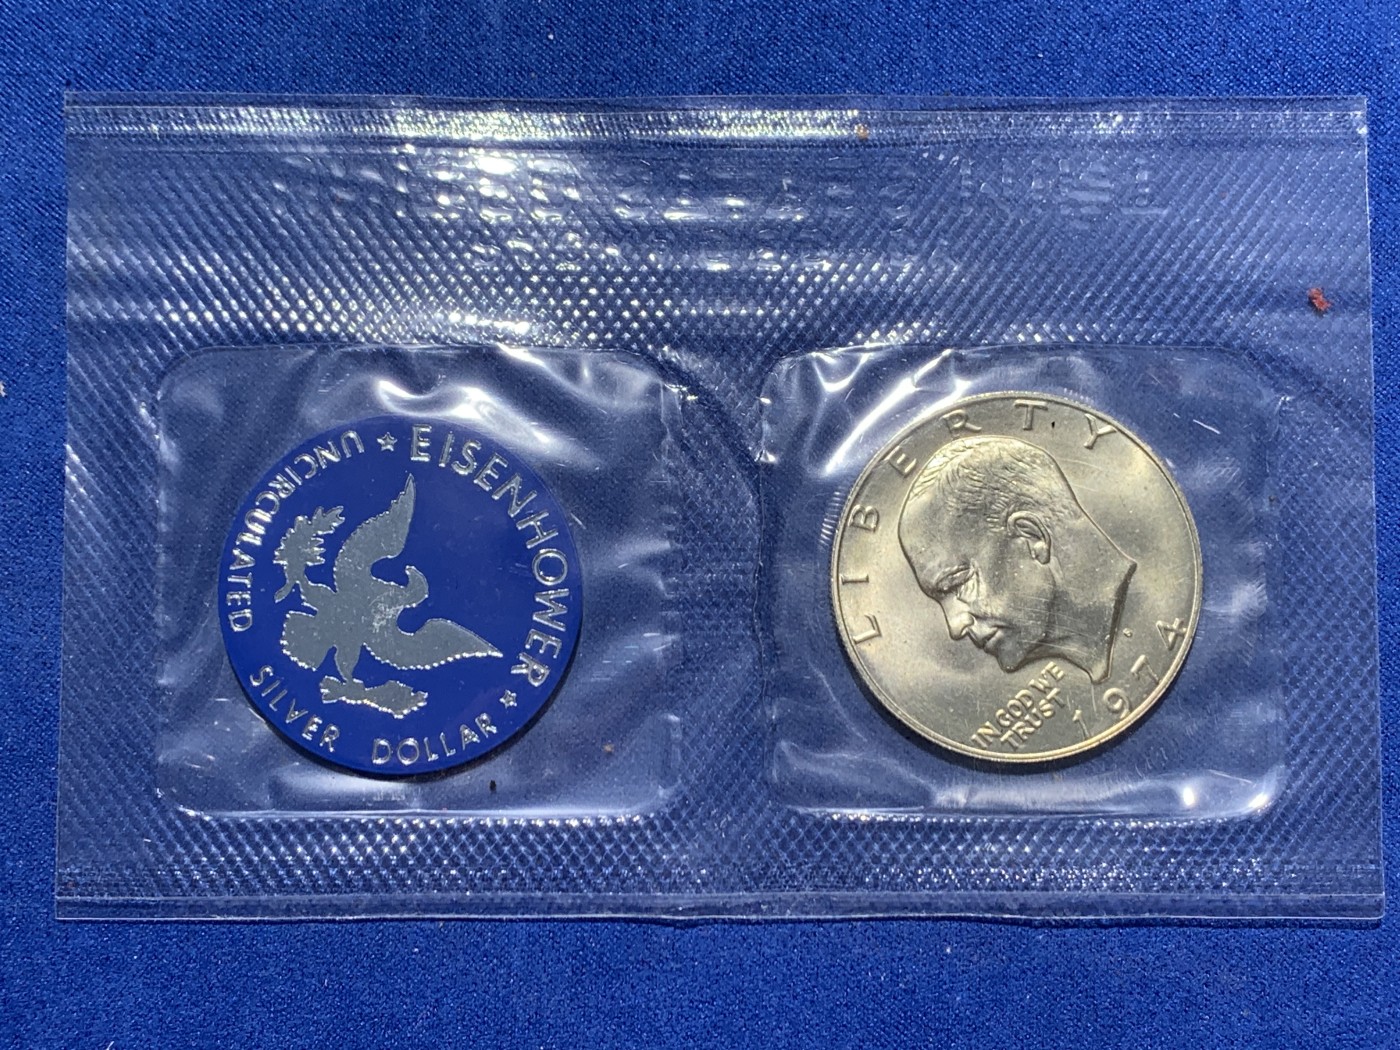 EISENHOWER
UNCIRCULATED
SILVER DOLLAR
LIBERTY
IN GOD WE
TRUST
1974
S